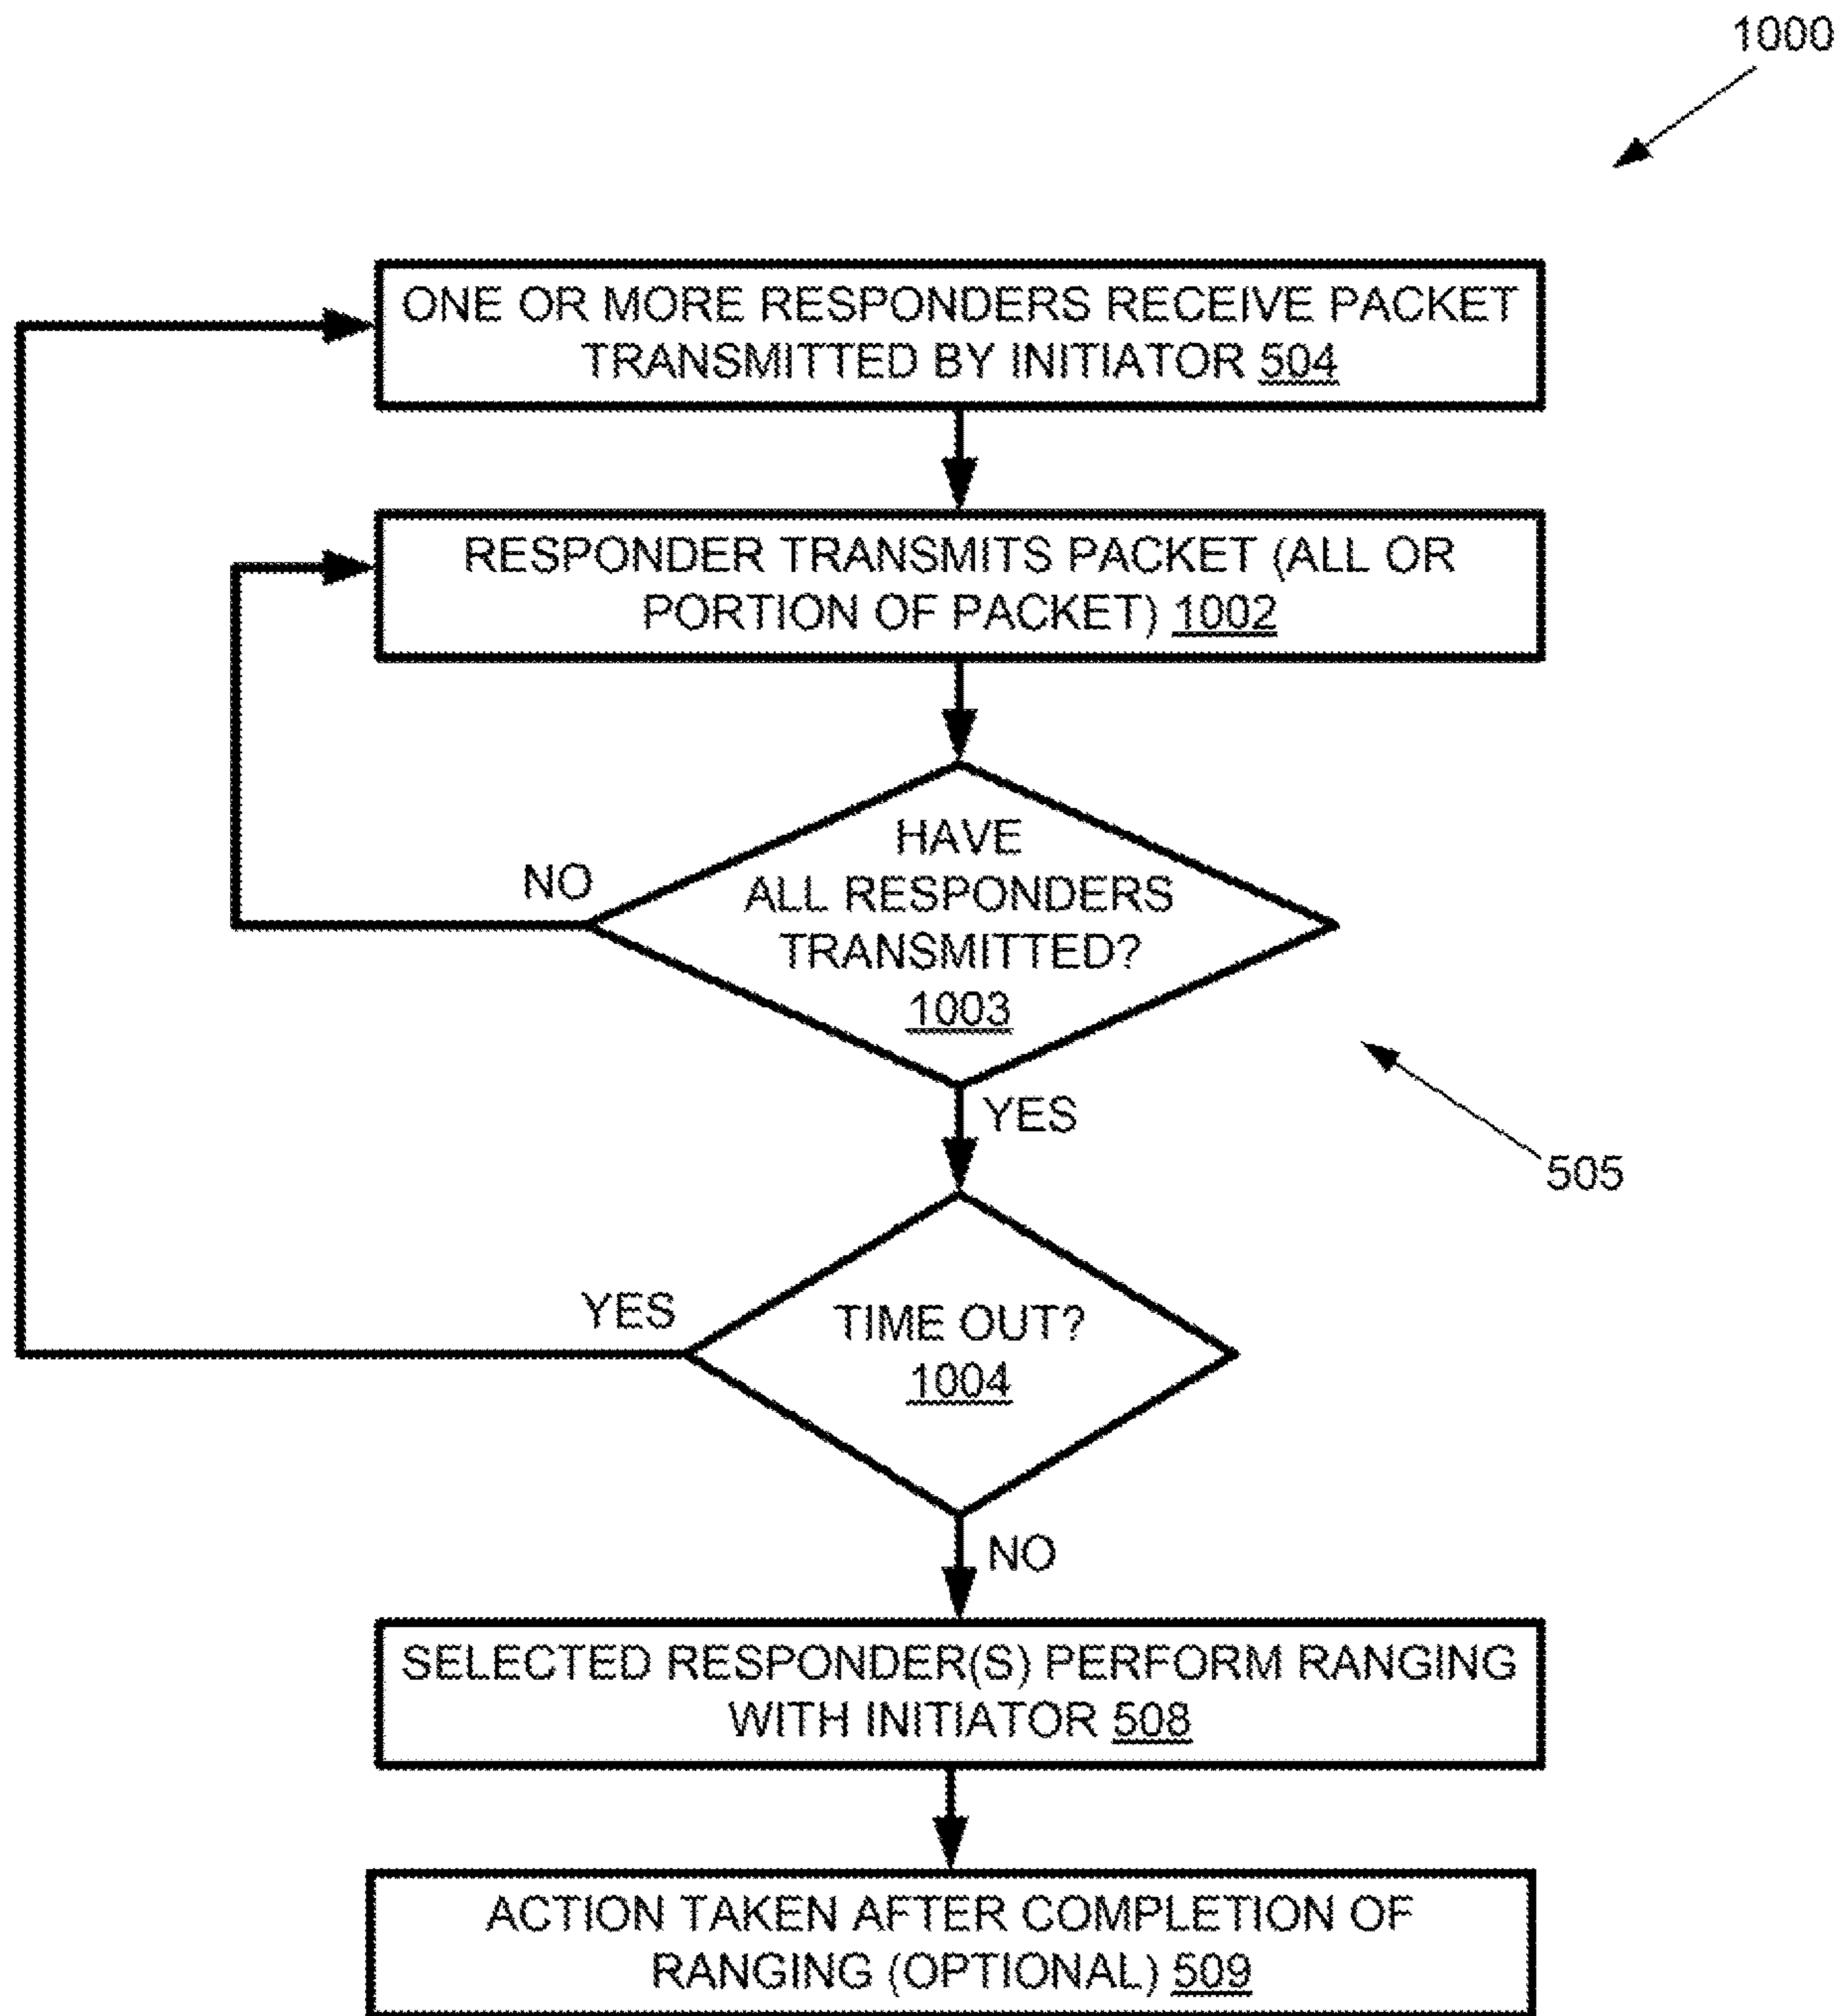 1000
ONE OR MORE RESPONDERS RECEIVE PACKET
TRANSMITTED BY INITIATOR 504
RESPONDER TRANSMITS PACKET (ALL OR
PORTION OF PACKET) 1002
HAVE
ALL RESPONDERS
TRANSMITTED?
1003
NO
YES
505
TIME OUT?
1004
YES
NO
SELECTED RESPONDER(S) PERFORM RANGING
WITH INITIATOR 508
ACTION TAKEN AFTER COMPLETION OF
RANGING (OPTIONAL) 509